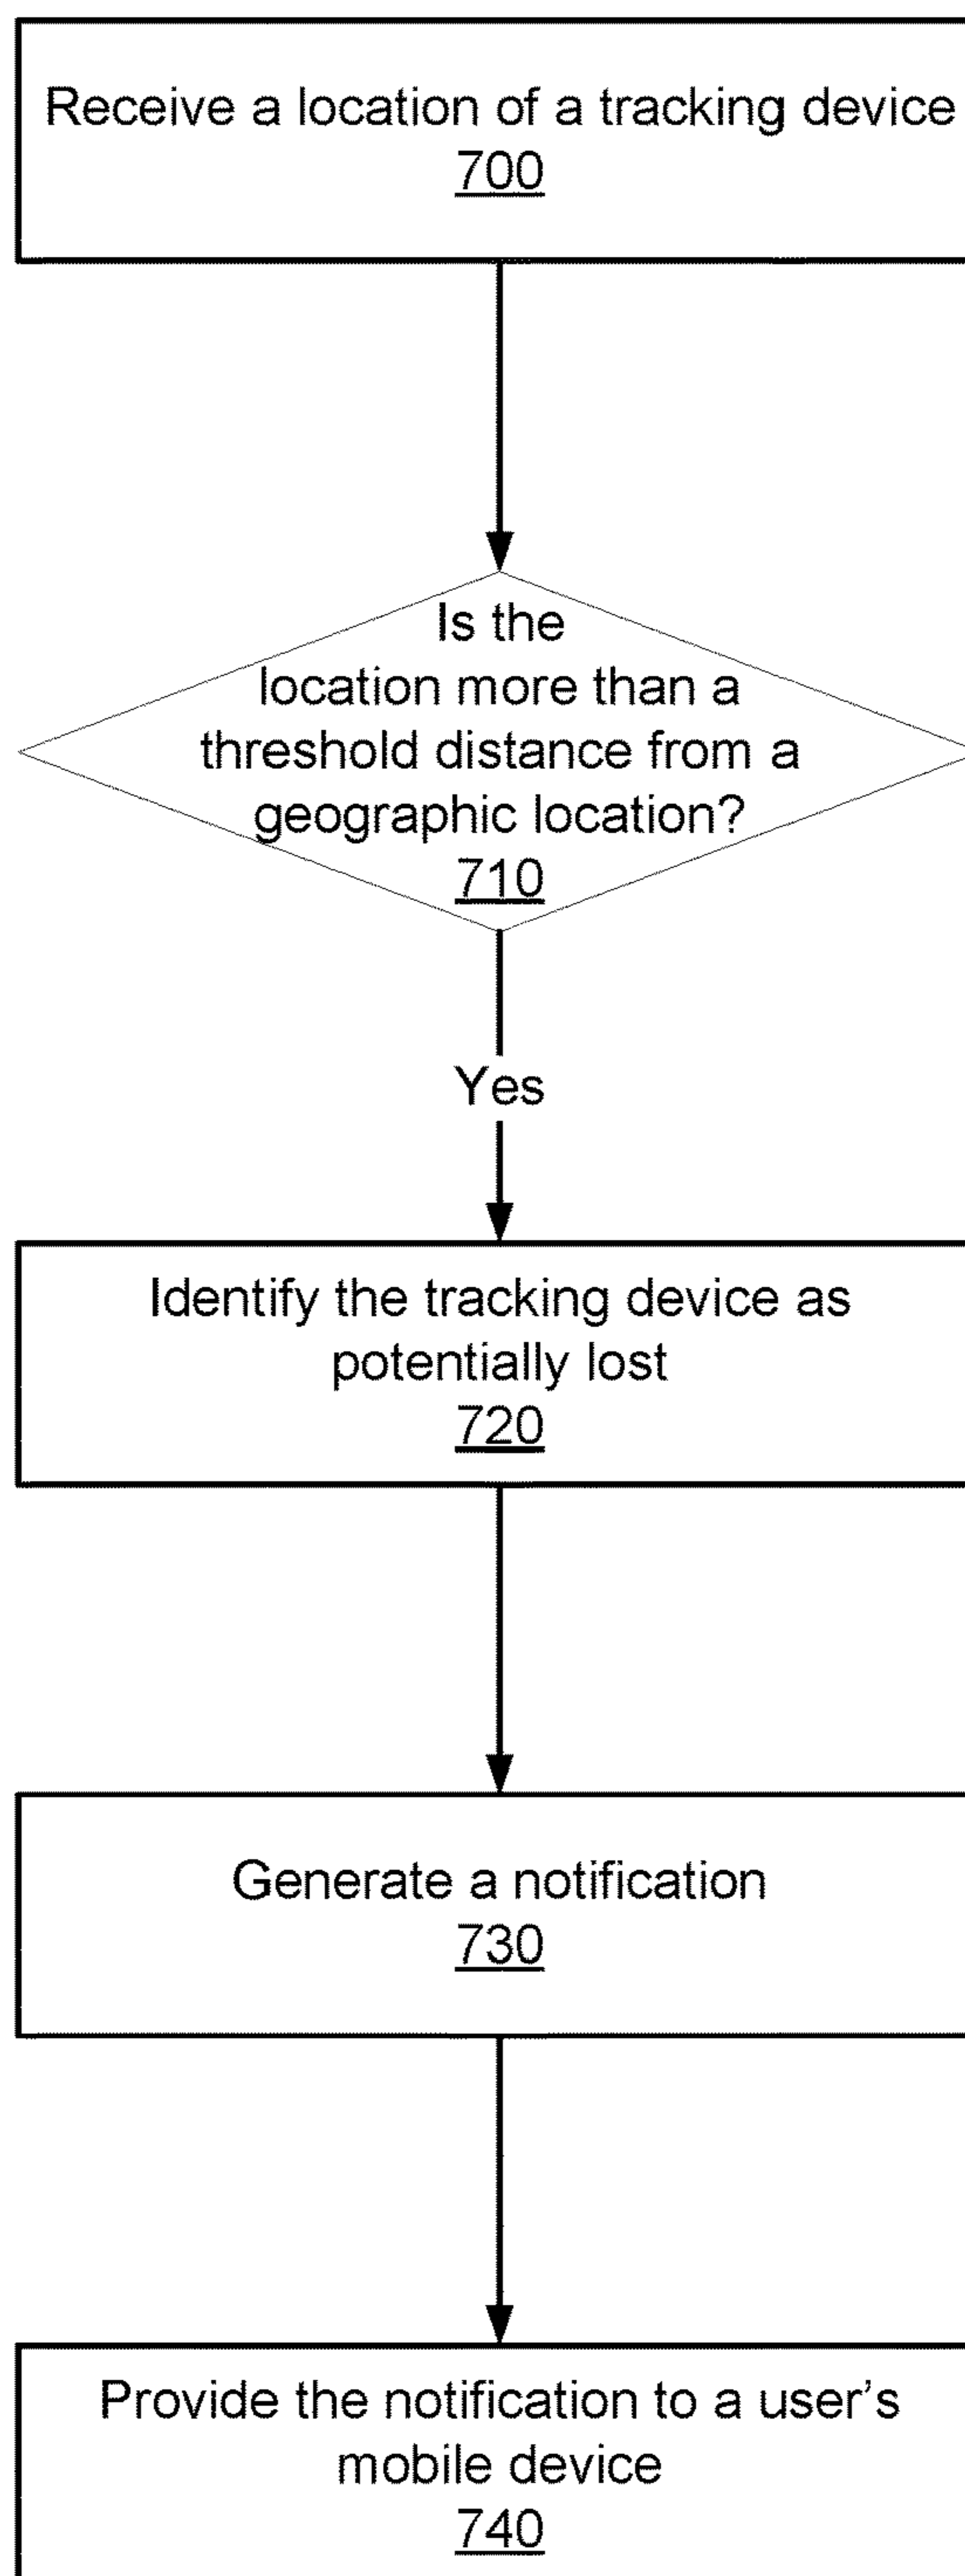 Receive a location of a tracking device
700
Is the
location more than a
threshold distance from a
geographic location?
710
Yes
Identify the tracking device as
potentially lost
720
Generate a notification
730
Provide the notification to a user's
mobile device
740